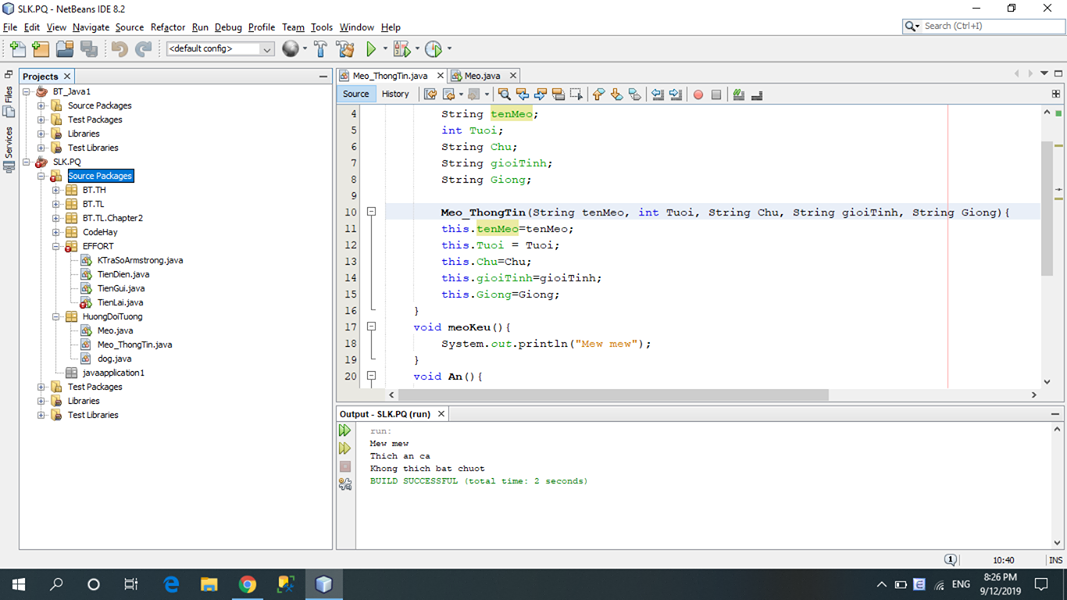 SLK.PQ - NetBeans IDE 8.2
File Edit View Navigate Source Refactor Run Debug Profile Team Tools Window Help
Search (Ctrl+I)
<default config>
Files
Services
Projects
BT_Java1
Source Packages
Test Packages
Libraries
Test Libraries
SLK.PQ
Source Packages
BT.TH
BT.TL
BT.TL.Chapter2
CodeHay
EFFORT
KTraSoArmstrong.java
TienDien.java
TienGui.java
TienLai.java
HuongDoiTuong
Meo.java
Meo_ThongTin.java
dog.java
javaapplication1
Test Packages
Libraries
Test Libraries
Meo_ThongTin.java Meo.java
Source History
4 String tenMeo;
5 int Tuoi;
6 String Chu;
7 String gioiTinh;
8 String Giong;
9
10 Meo_ThongTin(String tenMeo, int Tuoi, String Chu, String gioiTinh, String Giong){
11 this.tenMeo=tenMeo;
12 this.Tuoi = Tuoi;
13 this.Chu=Chu;
14 this.gioiTinh=gioiTinh;
15 this.Giong=Giong;
16 }
17 void meoKeu(){
18 System.out.println("Mew mew");
19 }
20 void An(){
Output - SLK.PQ (run)
run:
Mew mew
Thich an ca
Khong thich bat chuot
BUILD SUCCESSFUL (total time: 2 seconds)
1 10:40 INS
ENG
8:26 PM
9/12/2019